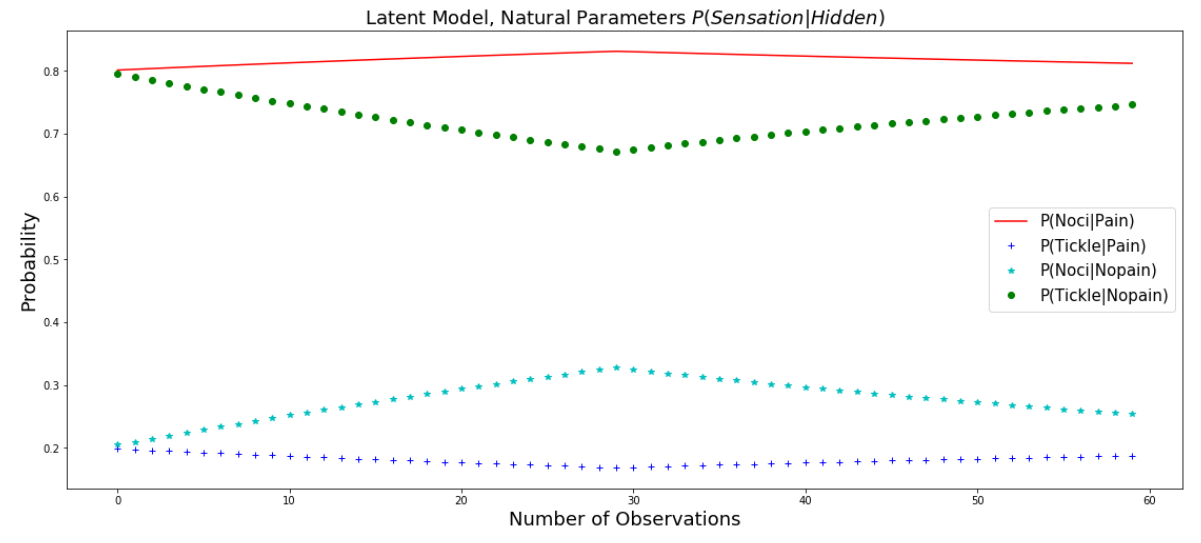 Latent Model, Natural Parameters P(Sensation|Hidden)
Probability
0.8
0.7
0.6
0.5
0.4
0.3
0.2
P(Noci|Pain)
P(Tickle|Pain)
P(Noci|Nopain)
P(Tickle|Nopain)
0 10 20 30 40 50 60
Number of Observations